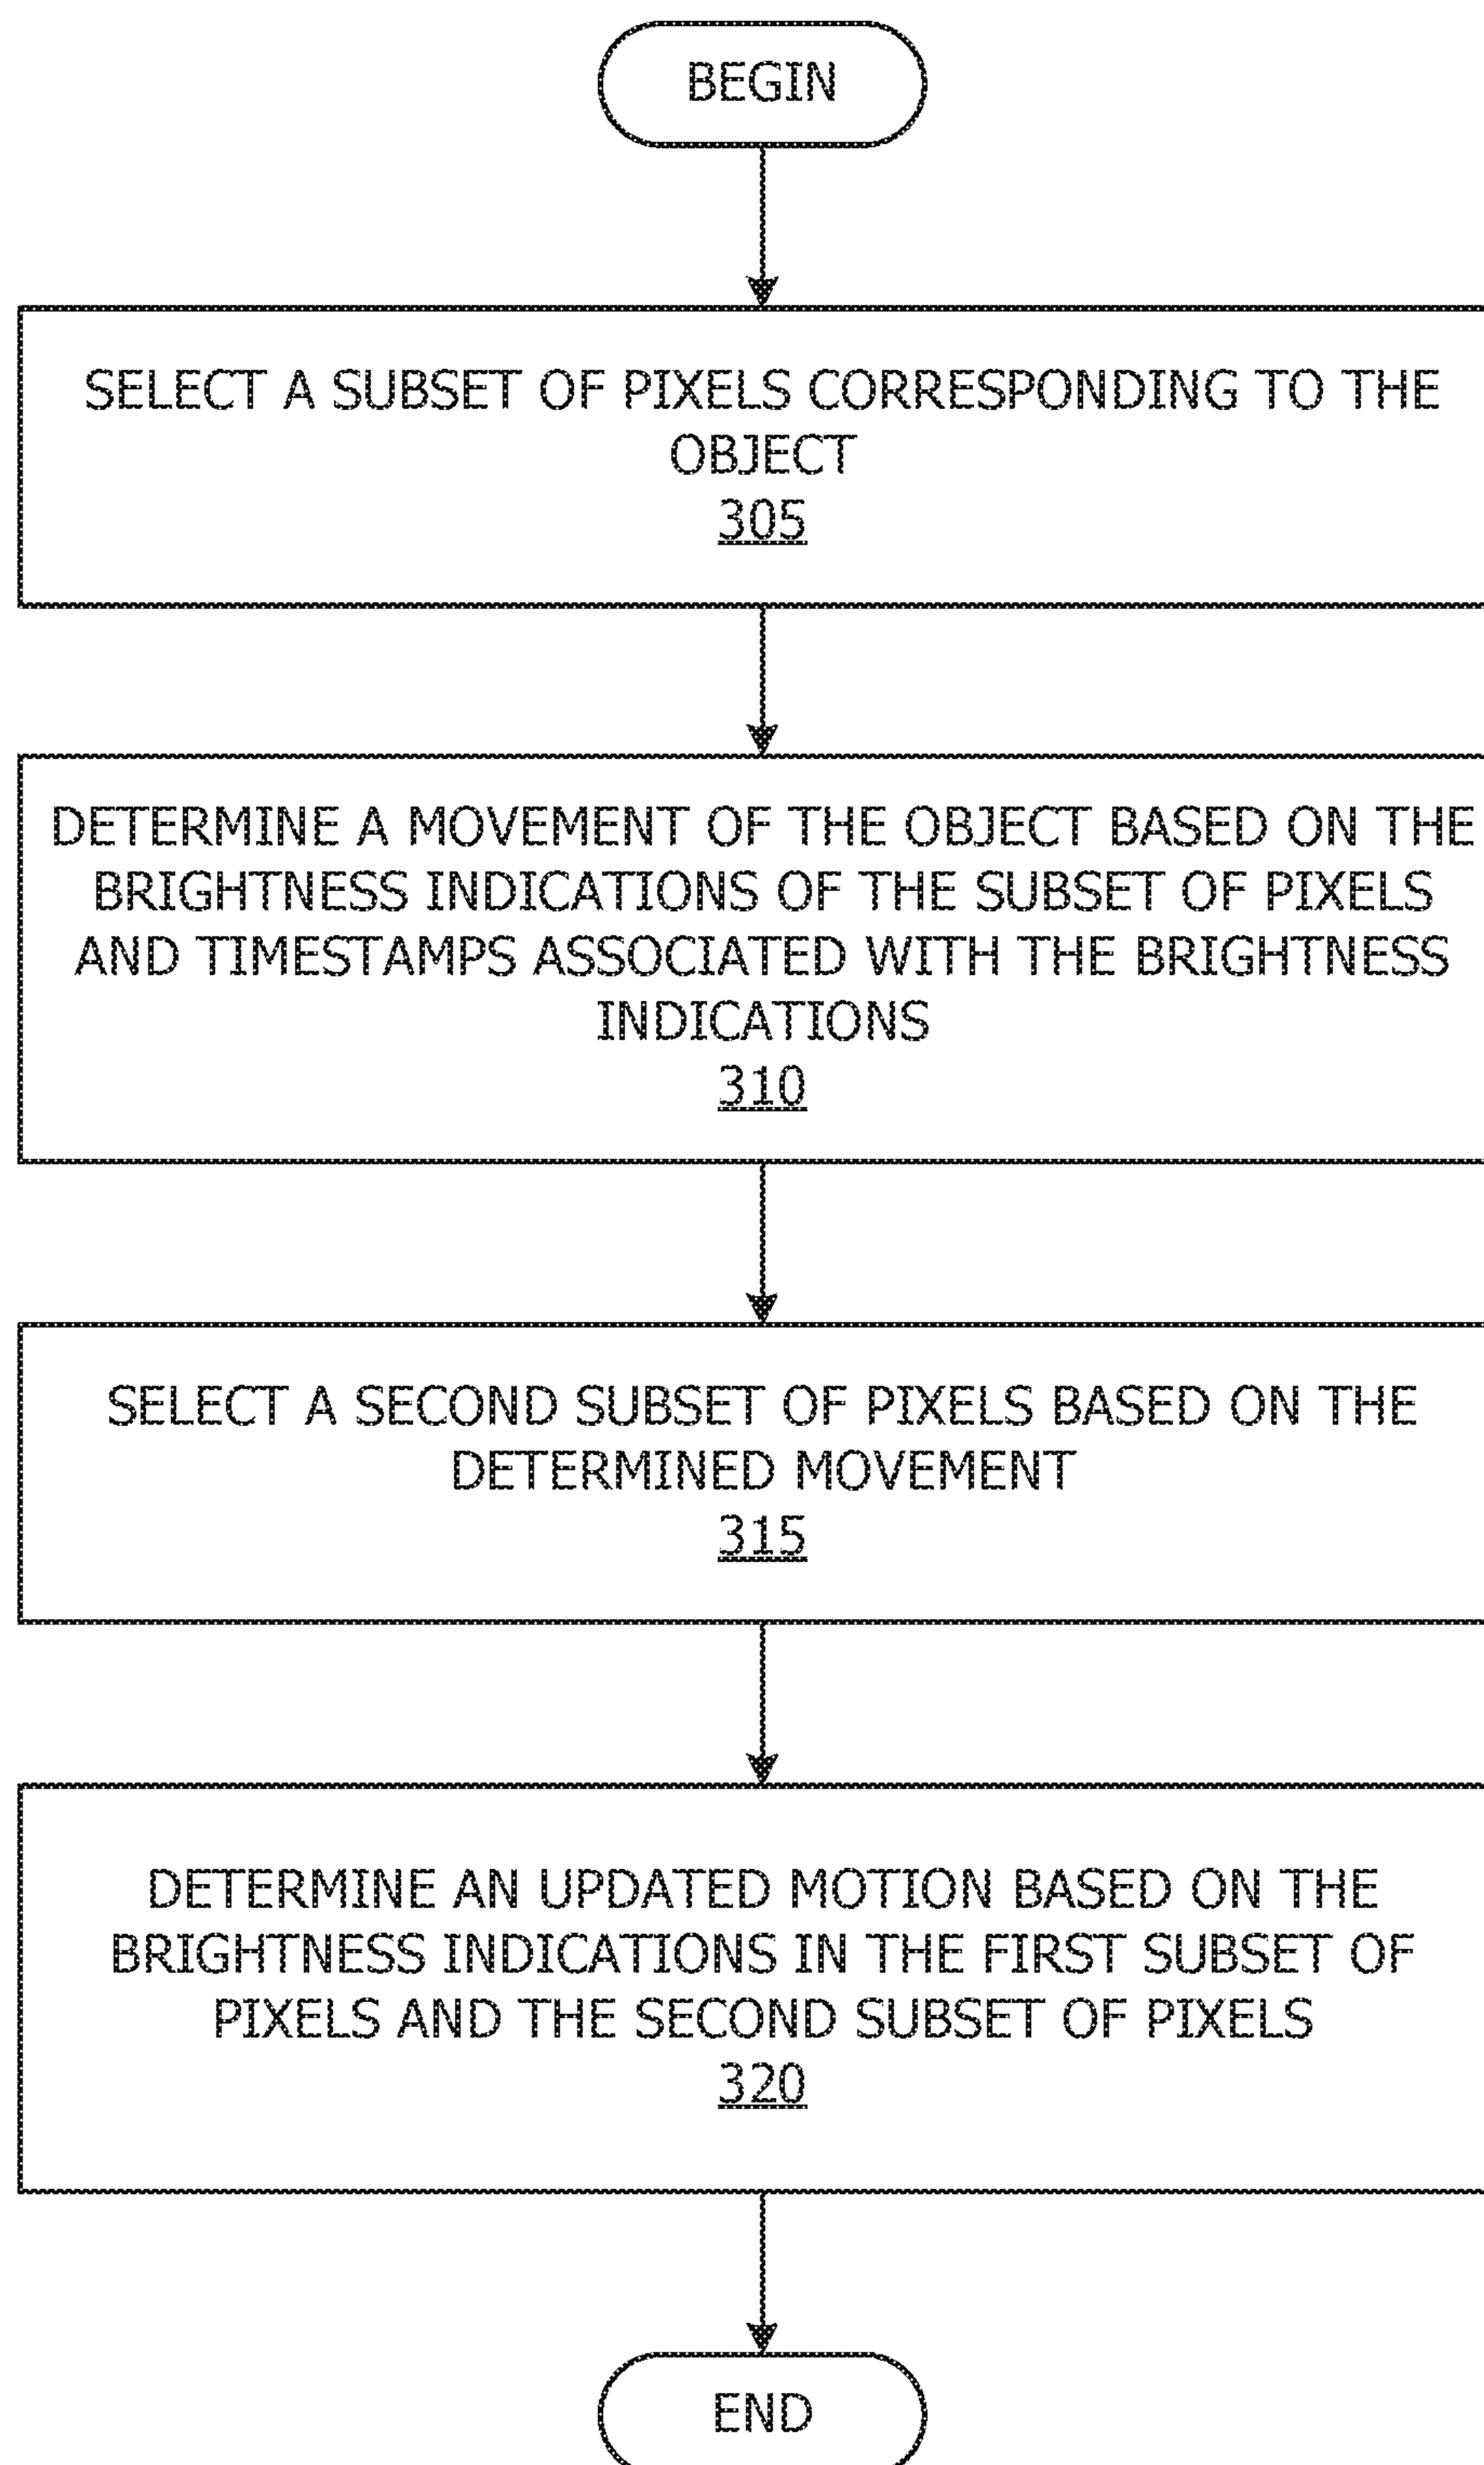 BEGIN
SELECT A SUBSET OF PIXELS CORRESPONDING TO THE
OBJECT
305
DETERMINE A MOVEMENT OF THE OBJECT BASED ON THE
BRIGHTNESS INDICATIONS OF THE SUBSET OF PIXELS
AND TIMESTAMPS ASSOCIATED WITH THE BRIGHTNESS
INDICATIONS
310
SELECT A SECOND SUBSET OF PIXELS BASED ON THE
DETERMINED MOVEMENT
315
DETERMINE AN UPDATED MOTION BASED ON THE
BRIGHTNESS INDICATIONS IN THE FIRST SUBSET OF
PIXELS AND THE SECOND SUBSET OF PIXELS
320
END